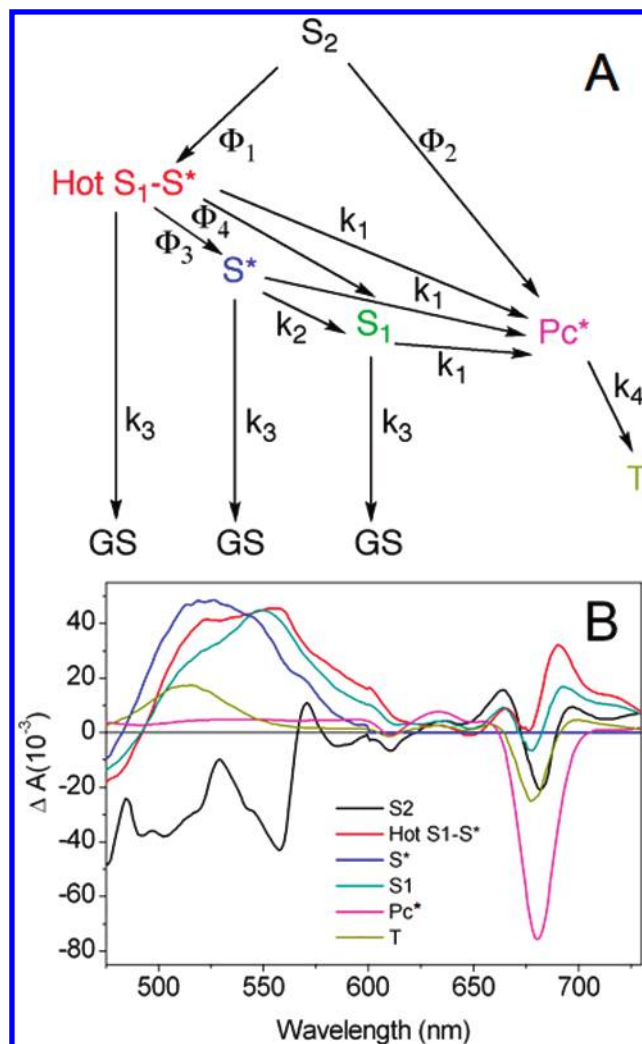 S₂
A
Φ₁
Φ₂
Hot S₁-S*
Φ₃
Φ₄
k₁
S*
k₁
k₂
S₁
k₁
Pc*
k₄
T
k₃
k₃
k₃
GS GS GS
B
Δ A(10⁻³)
40
20
0
-20
-40
-60
-80
S2
Hot S1-S*
S*
S1
Pc*
T
500 550 600 650 700
Wavelength (nm)